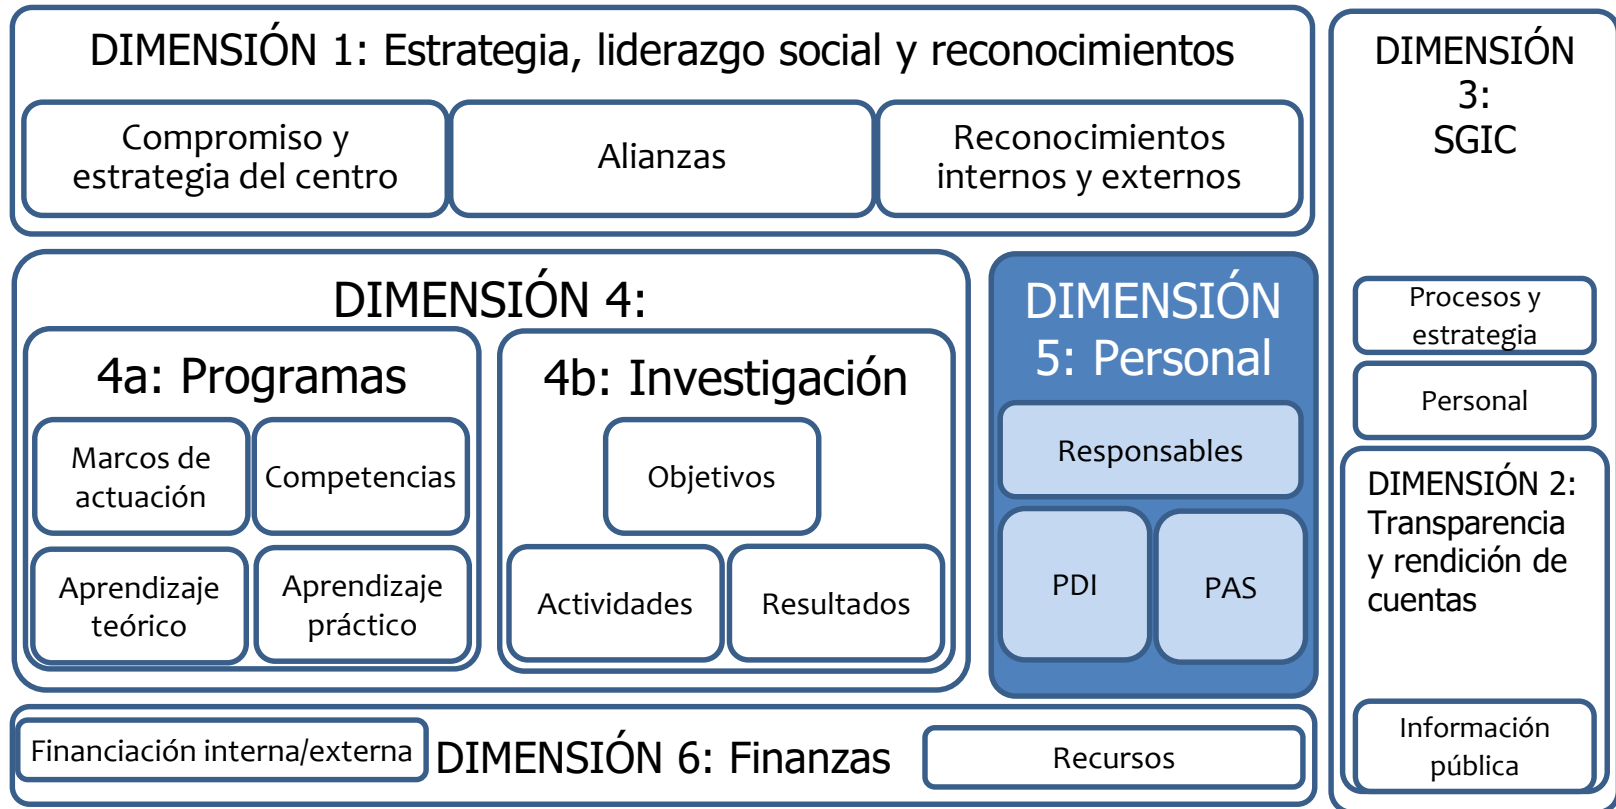 DIMENSIÓN 1: Estrategia, liderazgo social y reconocimientos
Compromiso y
estrategia del centro
Alianzas
Reconocimientos
internos y externos
DIMENSIÓN 4:
4a: Programas
Marcos de
actuación
Competencias
Aprendizaje
teórico
Aprendizaje
práctico
4b: Investigación
Objetivos
Actividades
Resultados
DIMENSIÓN
5: Personal
Responsables
PDI
PAS
DIMENSIÓN
3:
SGIC
Procesos y
estrategia
Personal
DIMENSIÓN 2:
Transparencia
y rendición de
cuentas
Información
pública
Financiación interna/externa
DIMENSIÓN 6: Finanzas
Recursos